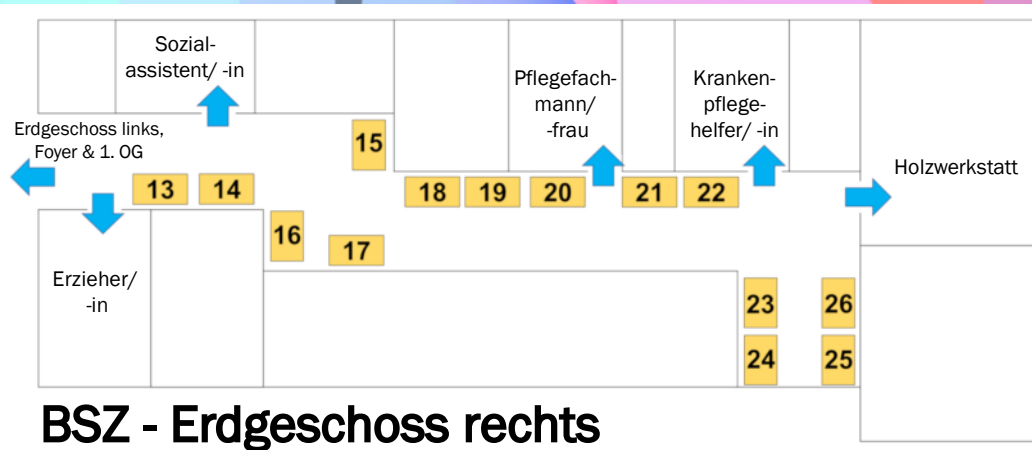 Sozial-
assistent/ -in
Pflegefach-
mann/
-frau
Kranken-
pflege-
helfer/ -in
Erdgeschoss links,
Foyer & 1. OG
15
Holzwerkstatt
13
14
18
19
20
21
22
16
17
Erzieher/
-in
23
26
24
25
BSZ - Erdgeschoss rechts